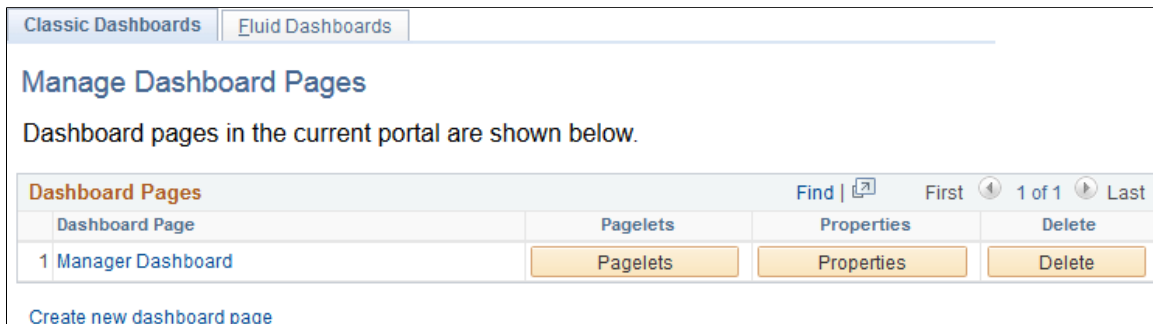 Classic Dashboards Fluid Dashboards
Manage Dashboard Pages
Dashboard pages in the current portal are shown below.
Dashboard Pages Find | First 1 of 1 Last
Dashboard Page Pagelets Properties Delete
1 Manager Dashboard Pagelets Properties Delete
Create new dashboard page